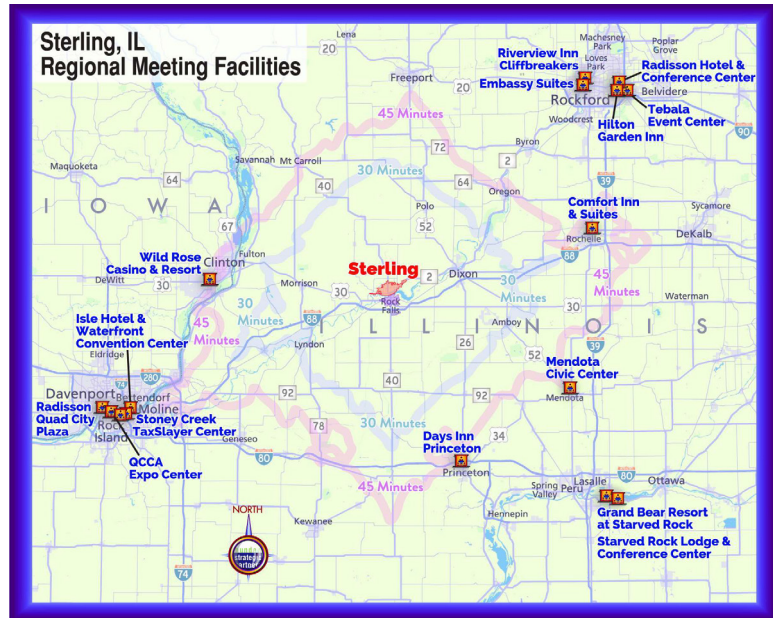 Sterling, IL
Regional Meeting Facilities
Lena
20
Freeport
20
Machesney
Park
Loves
Park
Poplar
Grove
Riverview Inn
Cliffbreakers
Embassy Suites
Radisson Hotel &
Conference Center
Rockford
Belvidere
Tebala
Event Center
Hilton
Garden Inn
Woodcrest
90
45 Minutes
Byron
72
2
Maquoketa
Savannah
Mt Carroll
30 Minutes
64
40
64
Oregon
39
IOWA
Polo
52
67
Comfort Inn
& Suites
Rochelle
Sycamore
DeKalb
88
Wild Rose
Casino & Resort
Clinton
Fulton
DeWitt
30
Morrison
Sterling
30
2
Dixon
Rock
Falls
30
Minutes
45
Minutes
Waterman
30
Isle Hotel &
Waterfront
Convention Center
45
Minutes
30
Minutes
88
ILLINOIS
Amboy
Lyndon
26
52
39
Eldridge
74
280
Mendota
Civic Center
Mendota
Davenport
Bettendorf
Moline
92
40
92
Radisson
Quad City
Plaza
Rock
Island
Stoney Creek
TaxSlayer Center
78
30 Minutes
34
Geneseo
80
QCCA
Expo Center
Days Inn
Princeton
Princeton
45 Minutes
80
Spring
Valley
Peru
Lasalle
Ottawa
Hennepin
Grand Bear Resort
at Starved Rock
Starved Rock Lodge &
Conference Center
NORTH
Kewanee
74